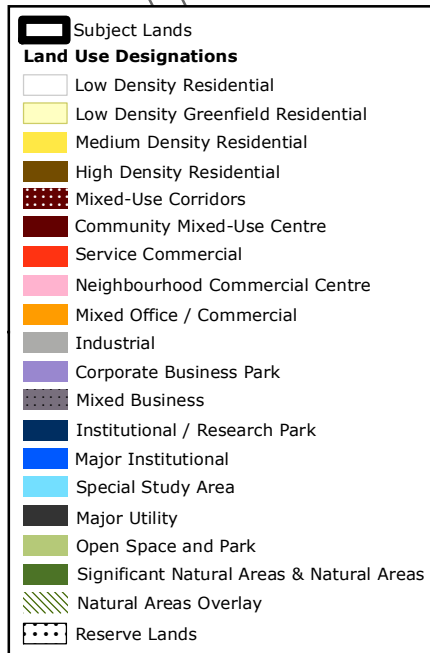 Subject Lands
Land Use Designations
Low Density Residential
Low Density Greenfield Residential
Medium Density Residential
High Density Residential
Mixed-Use Corridors
Community Mixed-Use Centre
Service Commercial
Neighbourhood Commercial Centre
Mixed Office / Commercial
Industrial
Corporate Business Park
Mixed Business
Institutional / Research Park
Major Institutional
Special Study Area
Major Utility
Open Space and Park
Significant Natural Areas & Natural Areas
Natural Areas Overlay
Reserve Lands